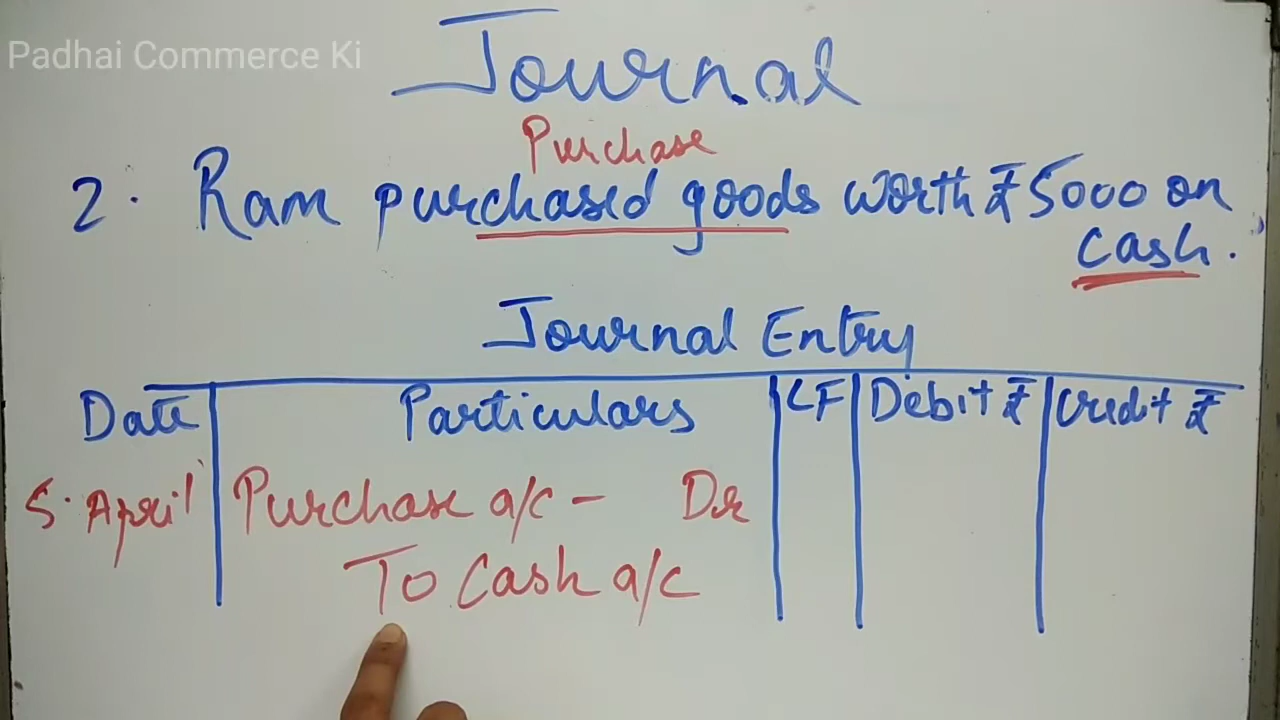 Padhai Commerce Ki
Journal
Purchase
2. Ram purchased goods worth ₹ 5000 on
Cash.
Journal Entry
Date Particulars LF Debit ₹ Credit ₹
5. April Purchase a/c - Dr
To Cash a/c